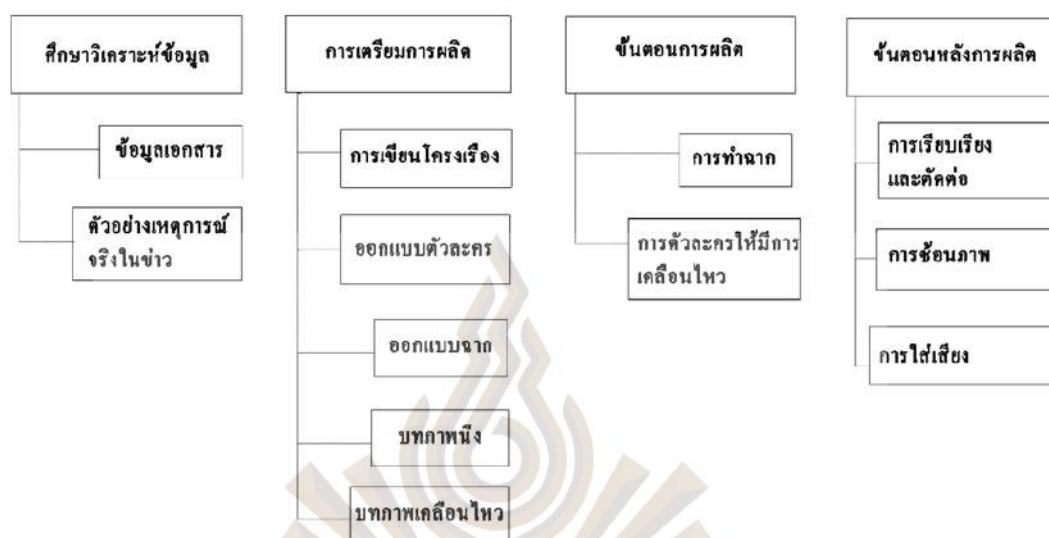 ศึกษาวิเคราะห์ข้อมูล
ข้อมูลเอกสาร
ตัวอย่างเหตุการณ์
จริงในข่าว
การเตรียมการผลิต
การเขียนโครงเรื่อง
ออกแบบตัวละคร
ออกแบบฉาก
บทภาพนิ่ง
บทภาพเคลื่อนไหว
ขั้นตอนการผลิต
การทำฉาก
การตัวละครให้มีการ
เคลื่อนไหว
ขั้นตอนหลังการผลิต
การเรียบเรียง
และตัดต่อ
การซ้อนภาพ
การใส่เสียง